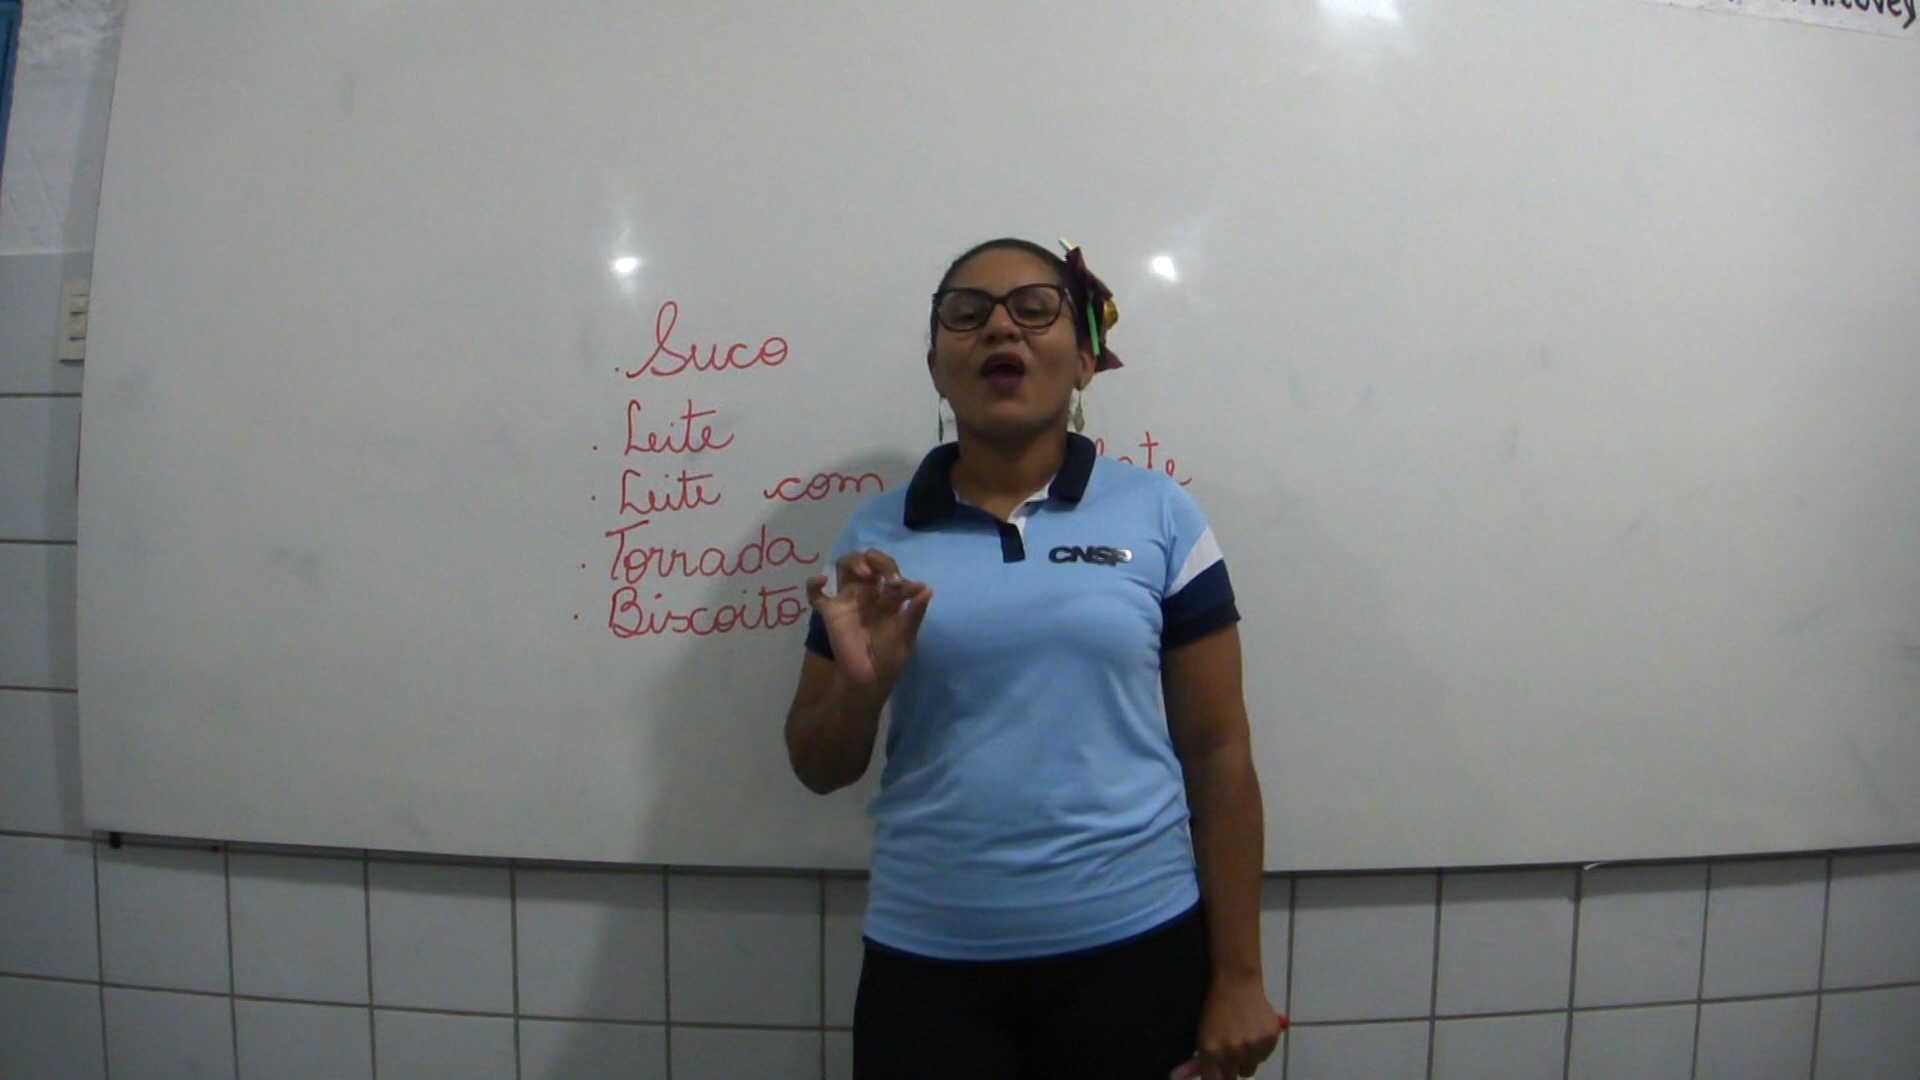 . Suco
. Leite
. Leite com
. Torrada
. Biscoito
CNSP